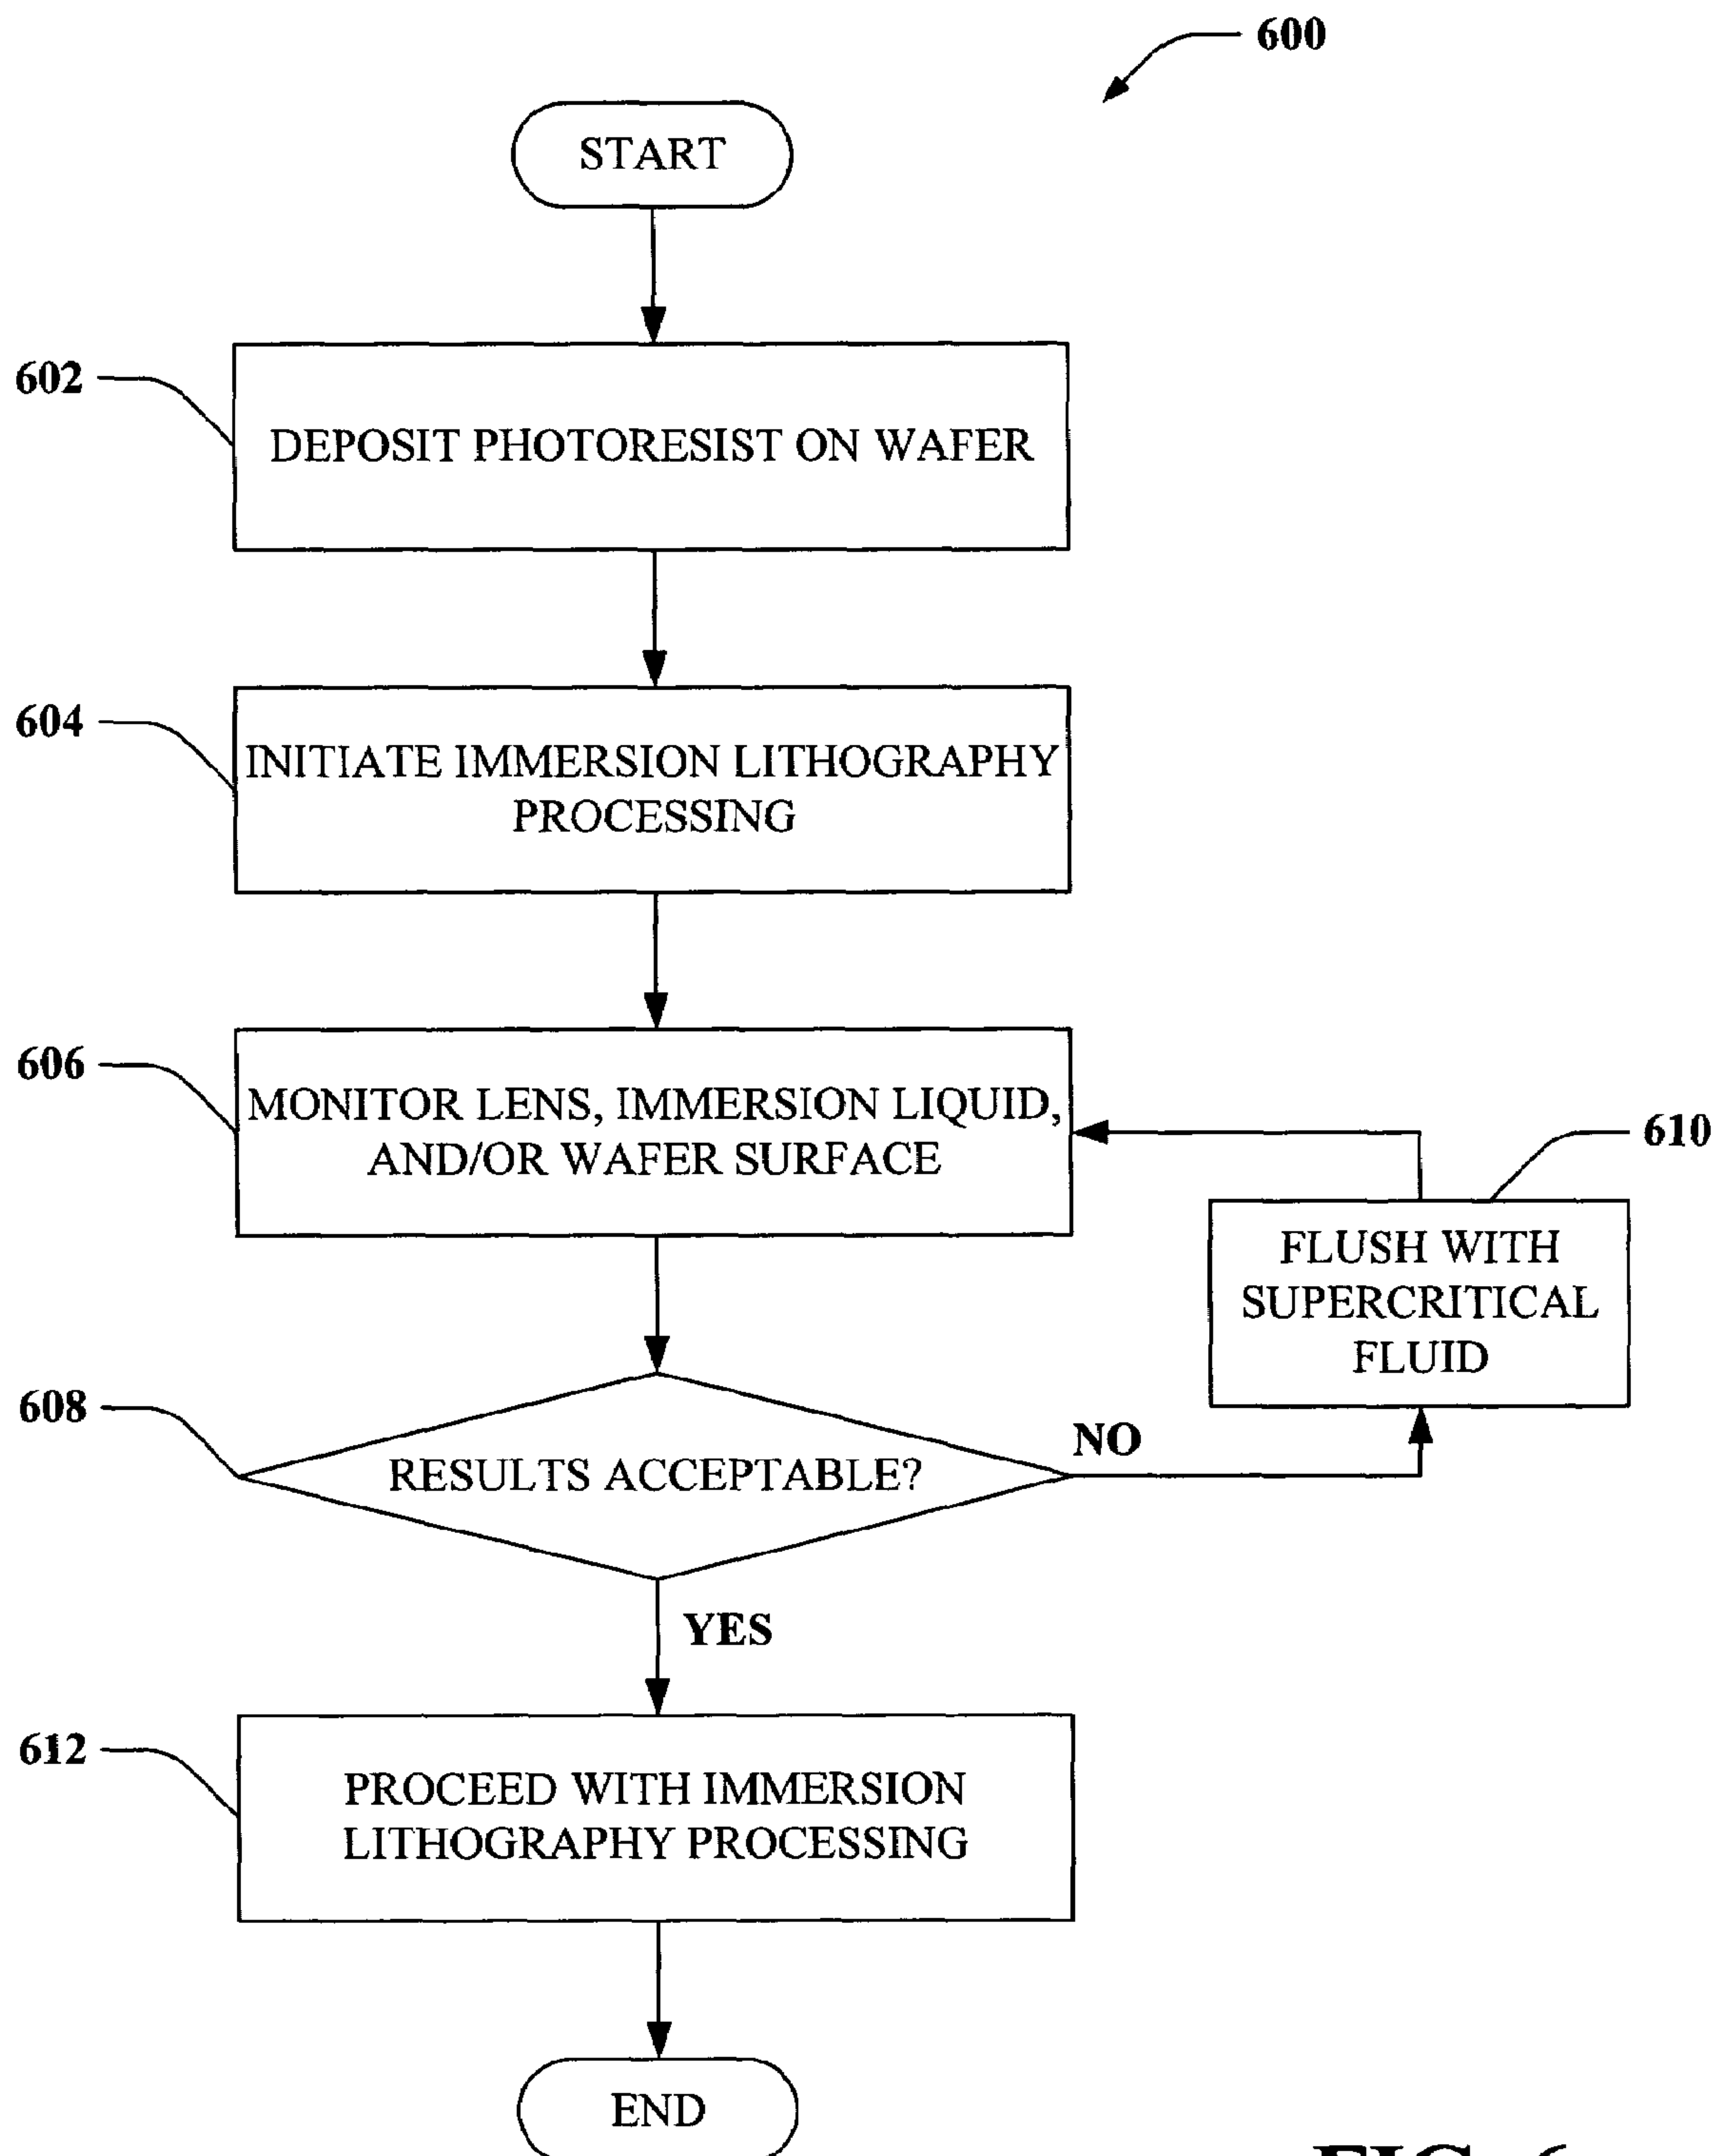 600
START
602
DEPOSIT PHOTORESIST ON WAFER
604
INITIATE IMMERSION LITHOGRAPHY
PROCESSING
606
MONITOR LENS, IMMERSION LIQUID,
AND/OR WAFER SURFACE
610
FLUSH WITH
SUPERCRITICAL
FLUID
608
RESULTS ACCEPTABLE?
NO
YES
612
PROCEED WITH IMMERSION
LITHOGRAPHY PROCESSING
END